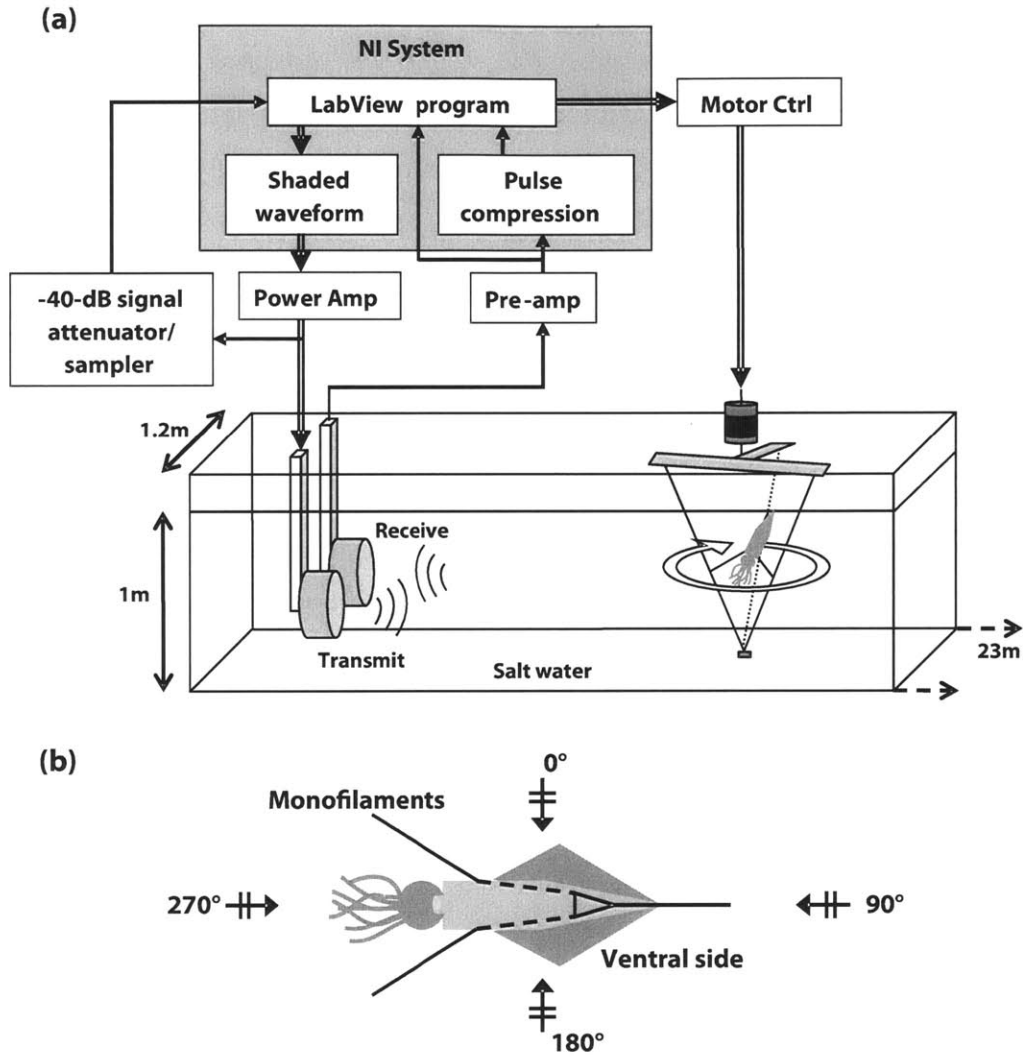 (a)
NI System
LabView program
Motor Ctrl
Shaded
waveform
Pulse
compression
-40-dB signal
attenuator/
sampler
Power Amp
Pre-amp
1.2m
Receive
1m
Transmit
Salt water
23m
(b)
0°
Monofilaments
270°
90°
Ventral side
180°